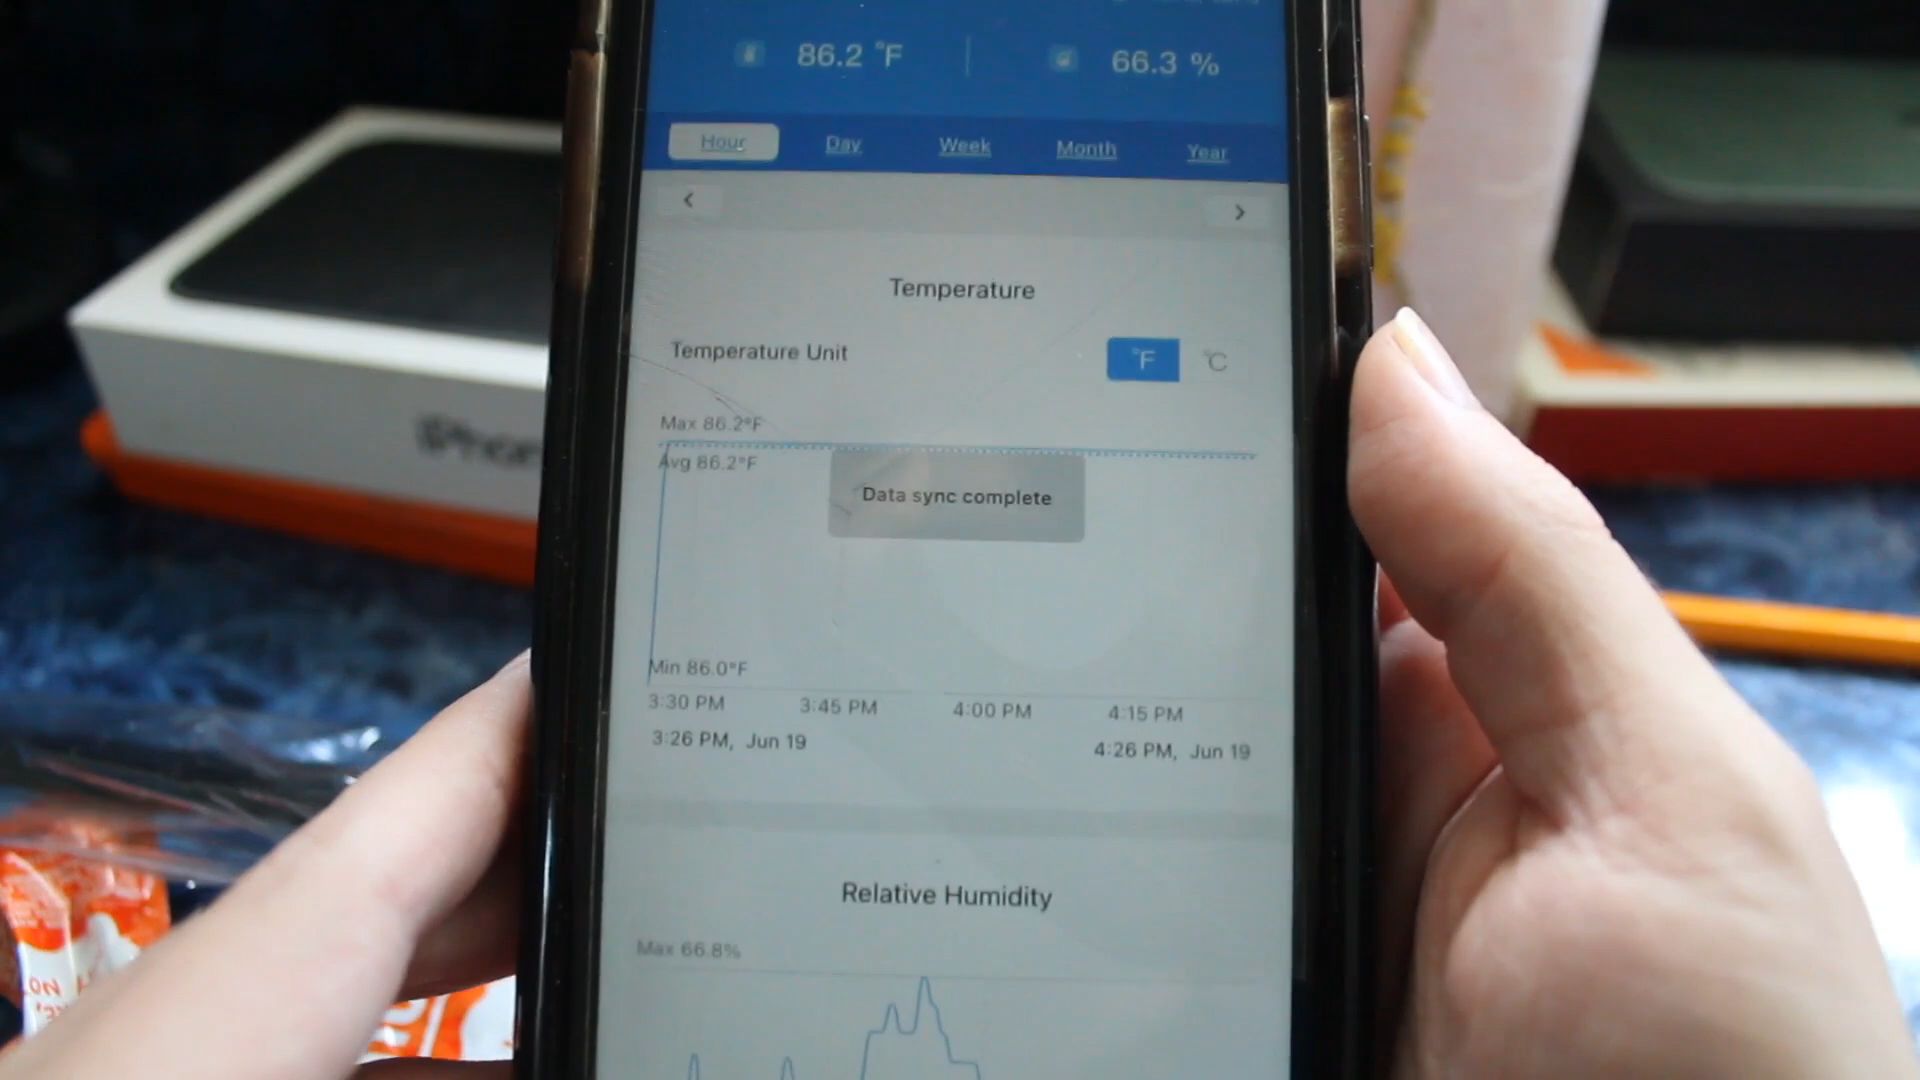 86.2 °F
66.3 %
Hour
Day
Week
Month
Year
Temperature
Temperature Unit
°F
°C
Max 86.2°F
Avg 86.2°F
Data sync complete
Min 86.0°F
3:30 PM
3:45 PM
4:00 PM
4:15 PM
3:26 PM, Jun 19
4:26 PM, Jun 19
Relative Humidity
Max 66.8%